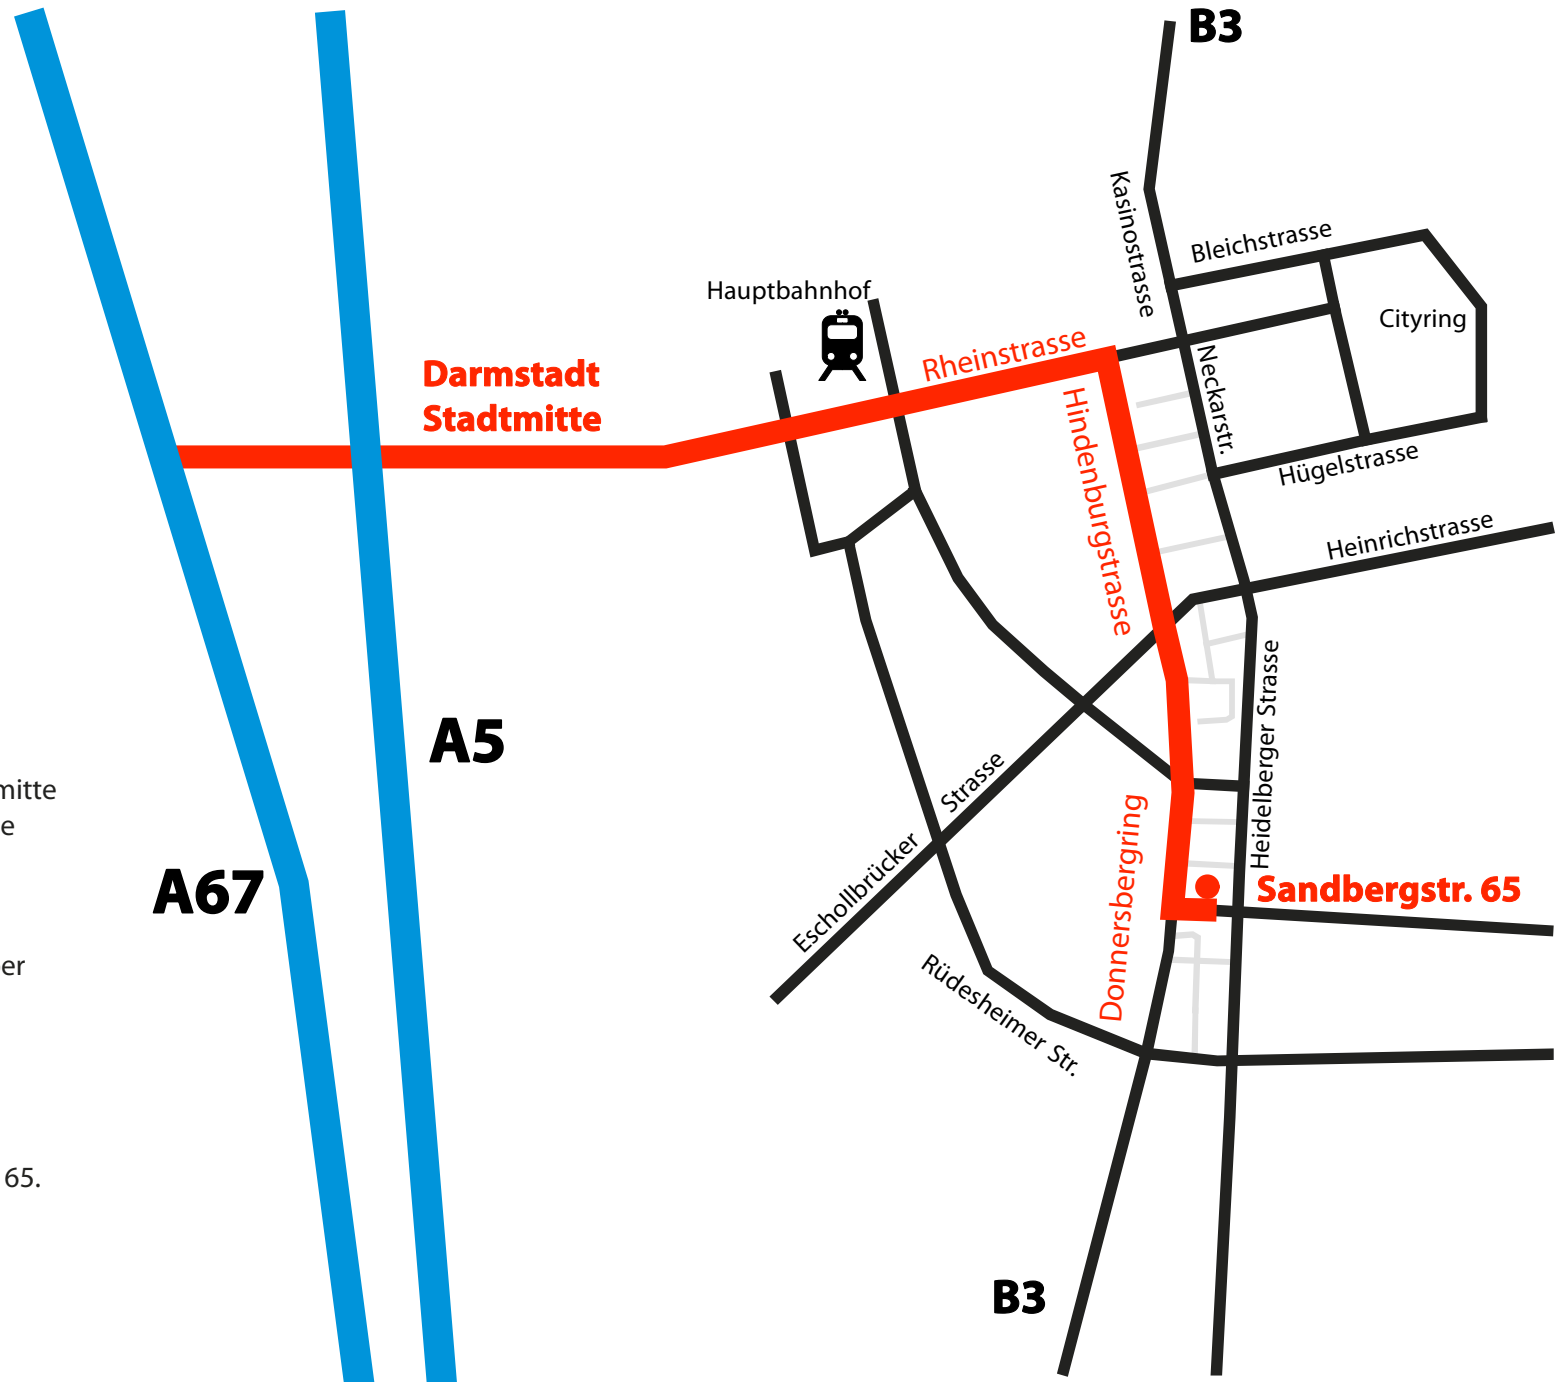 B3
Kasinostrasse
Bleichstrasse
Hauptbahnhof
Cityring
Rheinstrasse
Darmstadt
Stadtmitte
Neckarstr.
Hindenburgstrasse
Hügelstrasse
Heinrichstrasse
Heidelberger Strasse
A5
Eschollbrücker Strasse
mitte
e
A67
Donnersbergring
Sandbergstr. 65
er
Rüdesheimer Str.
65.
B3